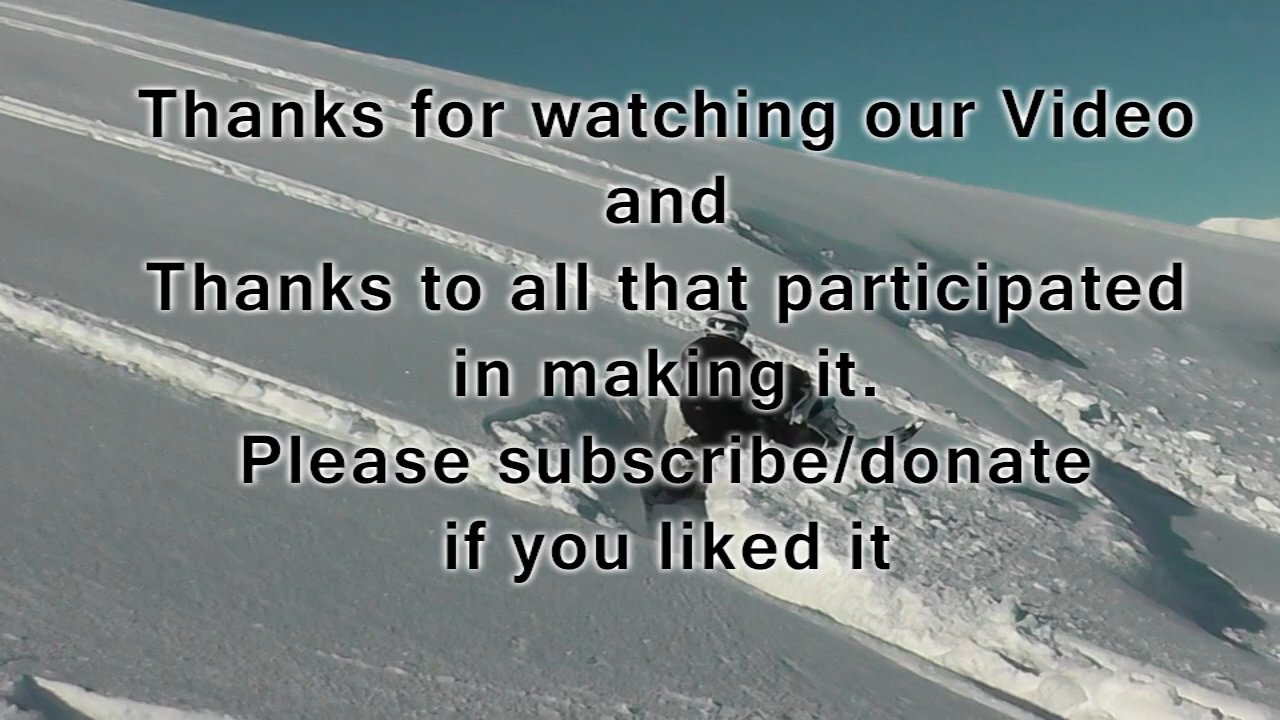 Thanks for watching our Video
and
Thanks to all that participated
in making it.
Please subscribe/donate
if you liked it